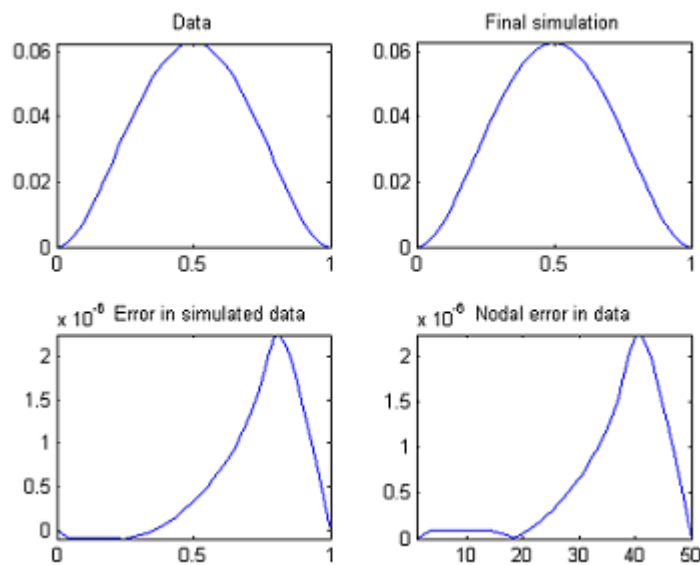 Data
0.06
0.04
0.02
0
0 0.5 1
Final simulation
0.06
0.04
0.02
0
0 0.5 1
x 10^-6 Error in simulated data
2
1.5
1
0.5
0
0 0.5 1
x 10^-6 Nodal error in data
2
1.5
1
0.5
0
10 20 30 40 50